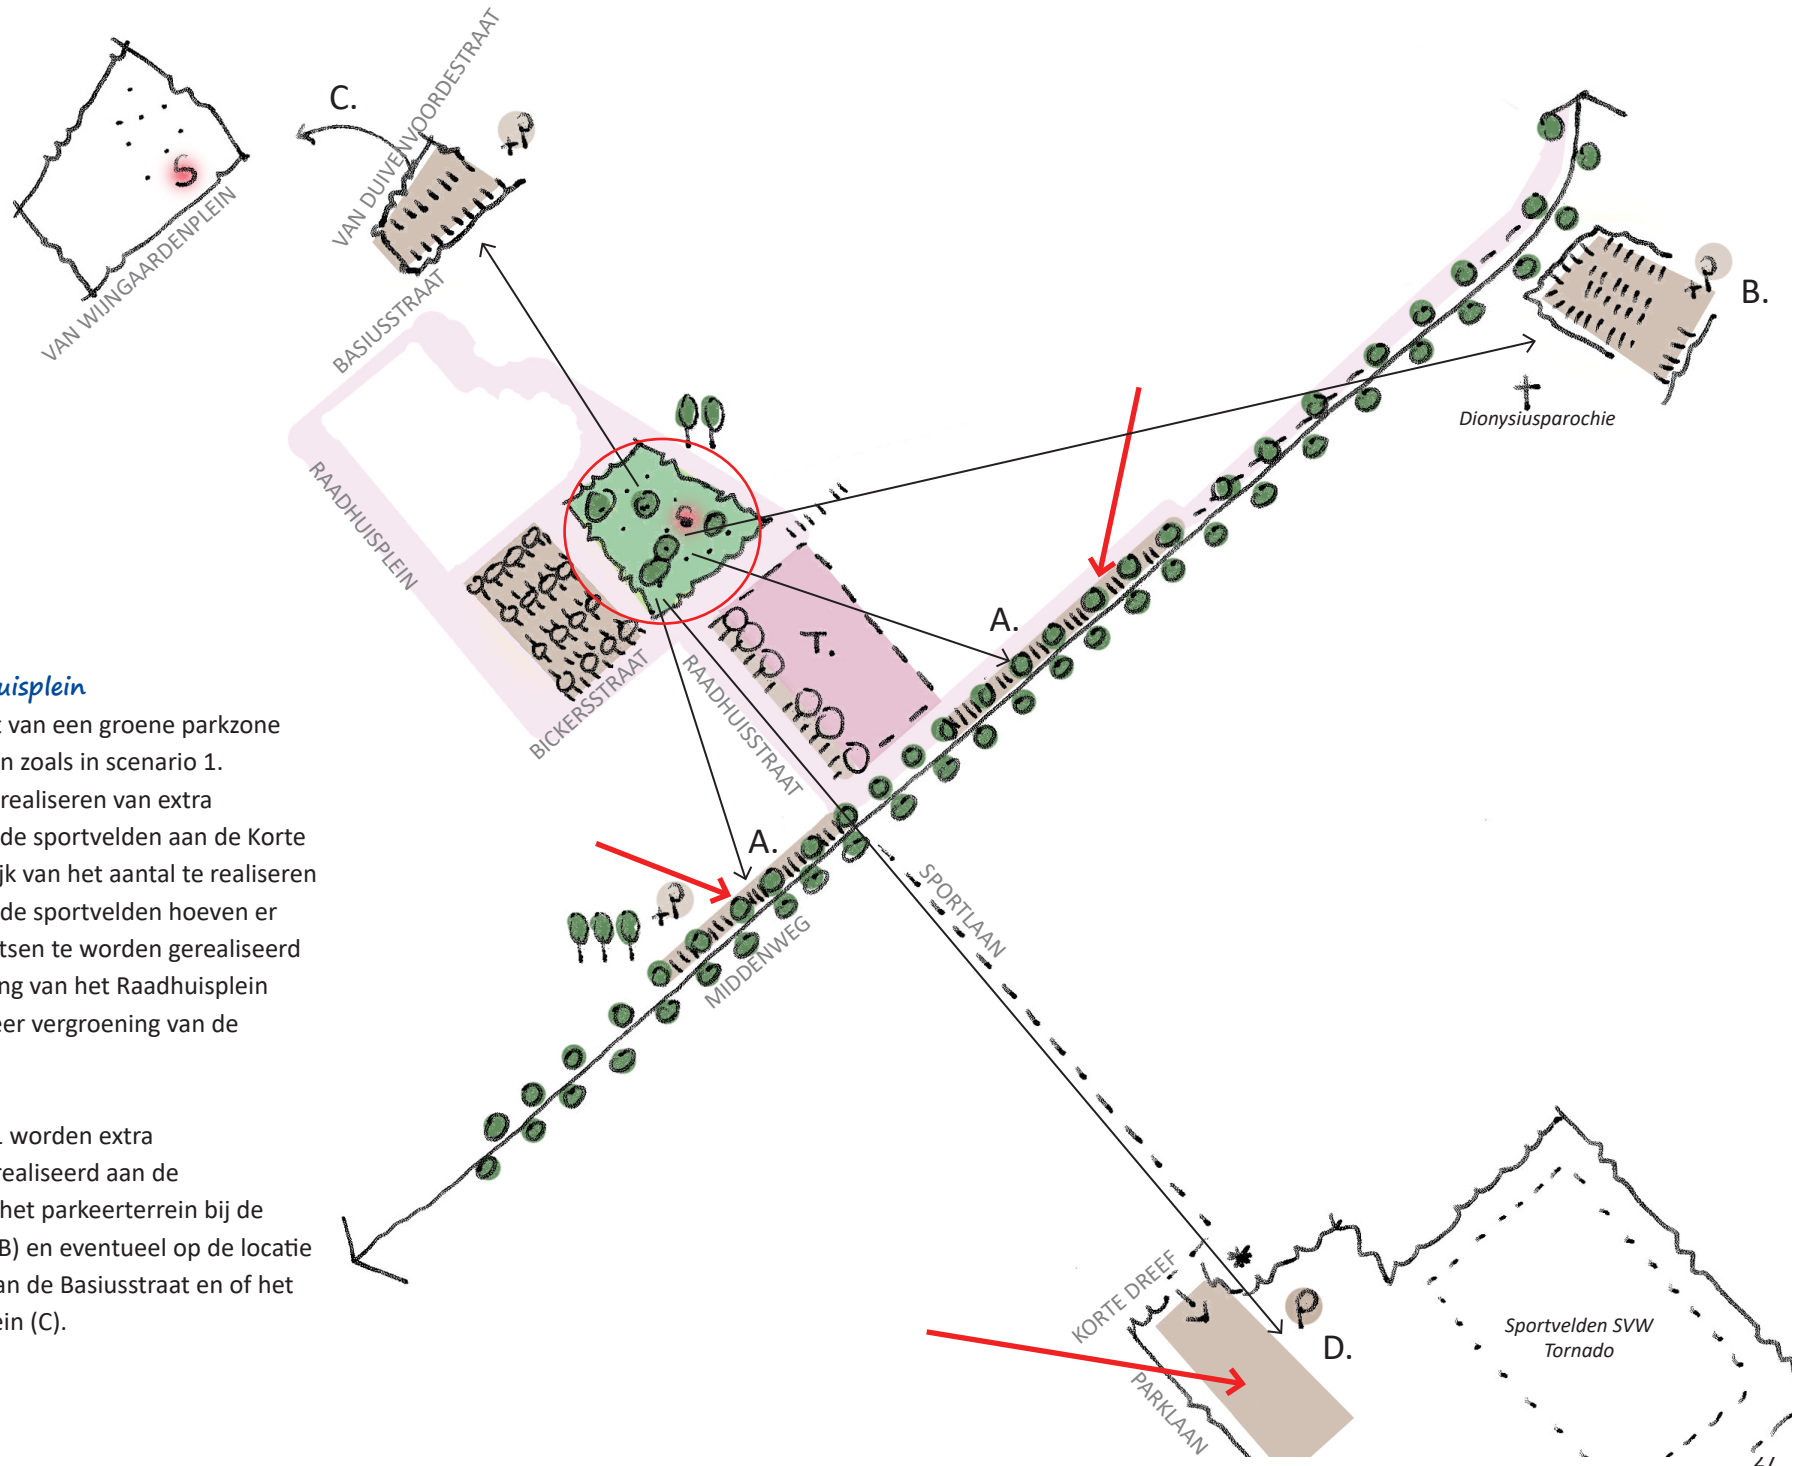 C.
VAN DUIVENVOORDESTRAAT
+P
S
VAN WIJNGAARDENPLEIN
BASIUSSTRAAT
+P
B.
Dionysiusparochie
RAADHUISPLEIN
S
T.
A.
BICKERSSTRAAT
RAADHUISSTRAAT
A.
+P
MIDDENWEG
SPORTLAAN
uisplein
t van een groene parkzone
n zoals in scenario 1.
realiseren van extra
de sportvelden aan de Korte
jk van het aantal te realiseren
de sportvelden hoeven er
tsen te worden gerealiseerd
ng van het Raadhuisplein
eer vergroening van de
worden extra
realiseerd aan de
het parkeerterrein bij de
B) en eventueel op de locatie
an de Basiusstraat en of het
ein (C).
KORTE DREEF
P
D.
PARKLAAN
Sportvelden SVW
Tornado